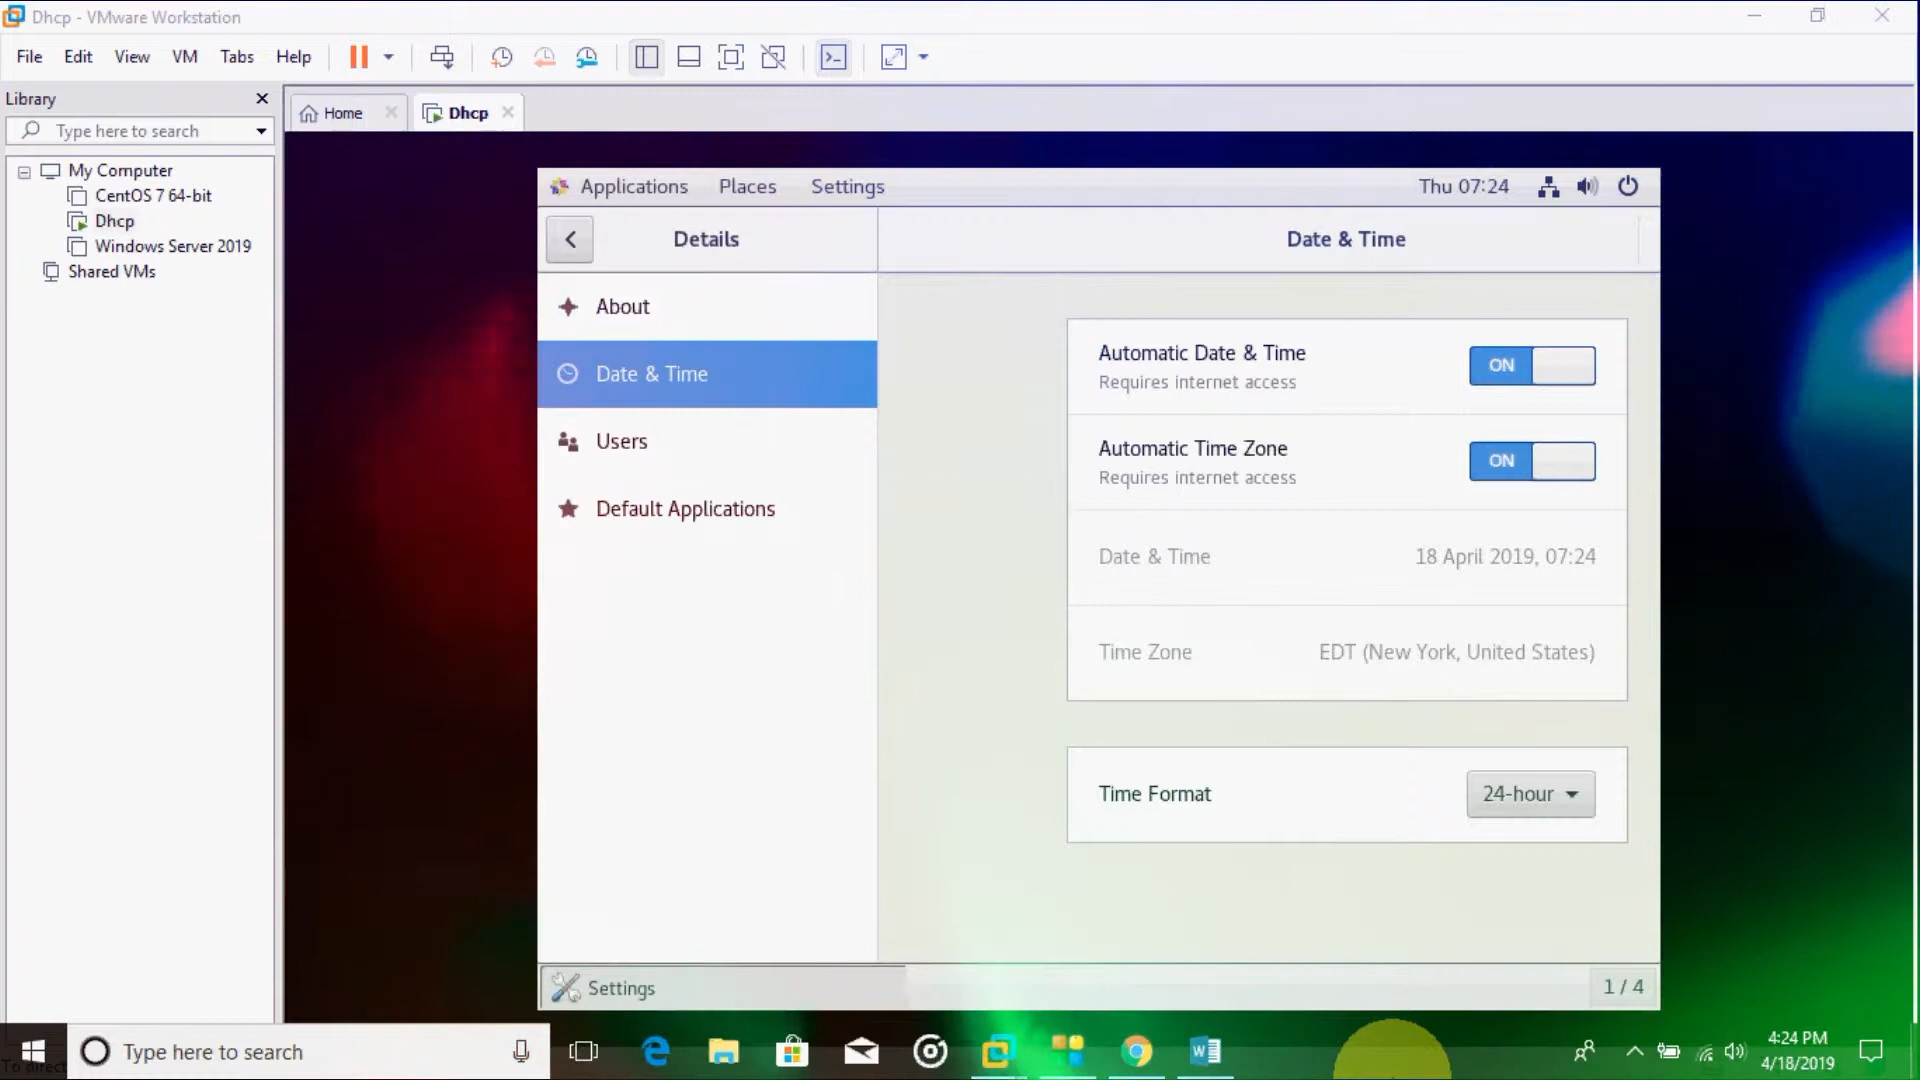 Dhcp - VMware Workstation
File Edit View VM Tabs Help
Library
Type here to search
Home
Dhcp
My Computer
CentOS 7 64-bit
Dhcp
Windows Server 2019
Shared VMs
Applications Places Settings
Thu 07:24
Details
Date & Time
About
Date & Time
Users
Default Applications
Automatic Date & Time
Requires internet access
ON
Automatic Time Zone
Requires internet access
ON
Date & Time
18 April 2019, 07:24
Time Zone
EDT (New York, United States)
Time Format
24-hour
Settings
1 / 4
Type here to search
4:24 PM
4/18/2019
To direct